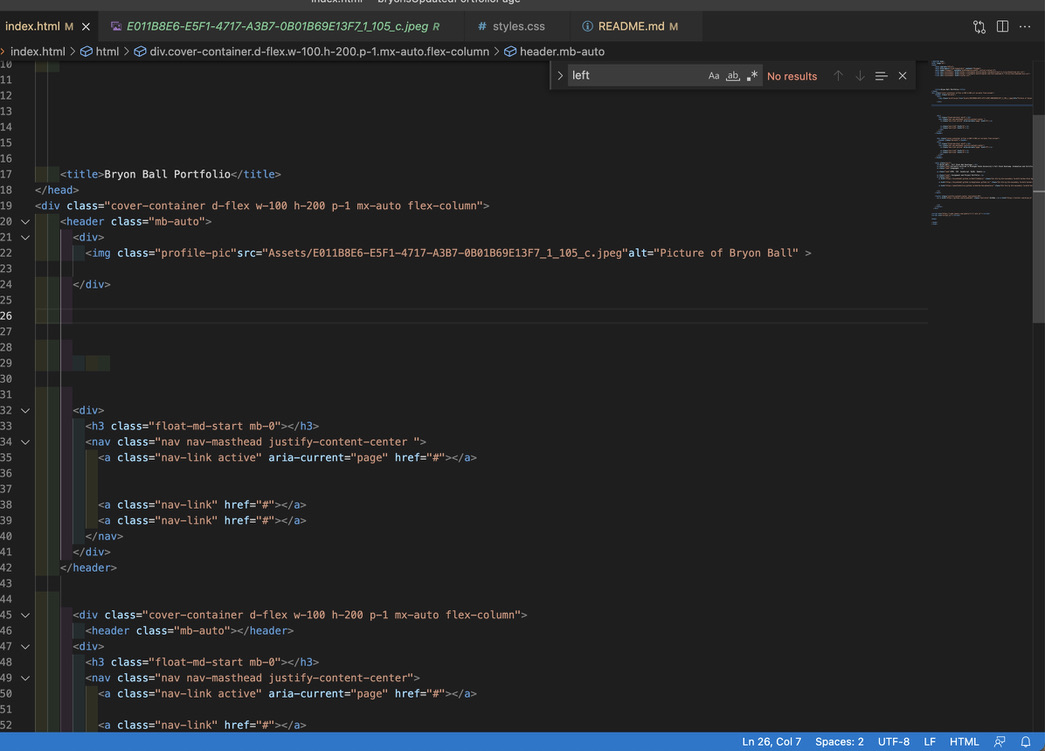 index.html — BryonsUpdatedPortfolioPage
index.html M
E011B8E6-E5F1-4717-A3B7-0B01B69E13F7_1_105_c.jpeg R
# styles.css
README.md M
index.html > html > div.cover-container.d-flex.w-100.h-200.p-1.mx-auto.flex-column > header.mb-auto
left Aa ab .* No results
10
11
12
13
14
15
16
17 <title>Bryon Ball Portfolio</title>
18 </head>
19 <div class="cover-container d-flex w-100 h-200 p-1 mx-auto flex-column">
20 <header class="mb-auto">
21 <div>
22 <img class="profile-pic"src="Assets/E011B8E6-E5F1-4717-A3B7-0B01B69E13F7_1_105_c.jpeg"alt="Picture of Bryon Ball" >
23
24 </div>
25
26
27
28
29
30
31
32 <div>
33 <h3 class="float-md-start mb-0"></h3>
34 <nav class="nav nav-masthead justify-content-center ">
35 <a class="nav-link active" aria-current="page" href="#"></a>
36
37
38 <a class="nav-link" href="#"></a>
39 <a class="nav-link" href="#"></a>
40 </nav>
41 </div>
42 </header>
43
44
45 <div class="cover-container d-flex w-100 h-200 p-1 mx-auto flex-column">
46 <header class="mb-auto"></header>
47 <div>
48 <h3 class="float-md-start mb-0"></h3>
49 <nav class="nav nav-masthead justify-content-center">
50 <a class="nav-link active" aria-current="page" href="#"></a>
51
52 <a class="nav-link" href="#"></a>
Ln 26, Col 7 Spaces: 2 UTF-8 LF HTML